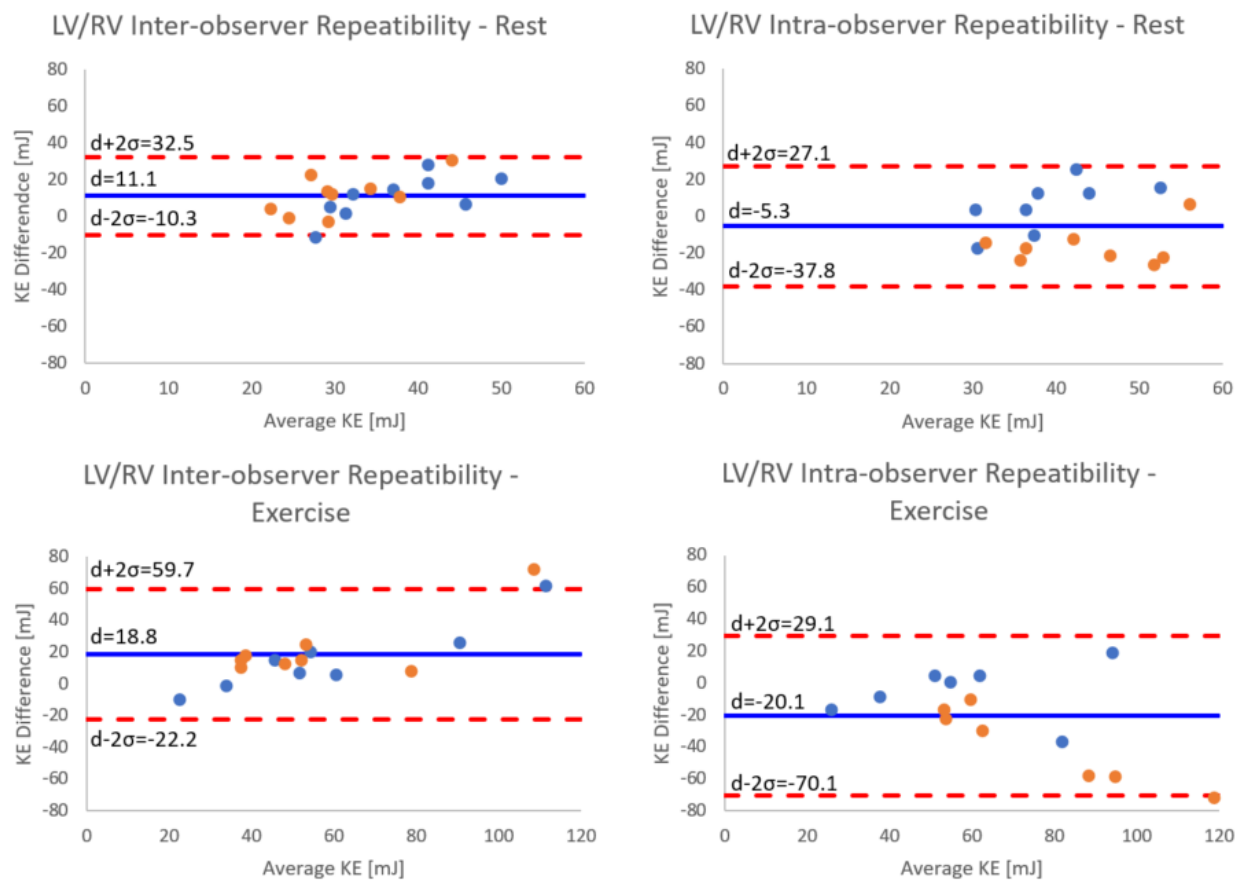 LV/RV Inter-observer Repeatibility - Rest
80
60
40
20
0
-20
-40
-60
-80
KE Differendce [mJ]
d+2σ=32.5
d=11.1
d-2σ=-10.3
0 10 20 30 40 50 60
Average KE [mJ]
LV/RV Intra-observer Repeatibility - Rest
80
60
40
20
0
-20
-40
-60
-80
KE Difference [mJ]
d+2σ=27.1
d=-5.3
d-2σ=-37.8
0 10 20 30 40 50 60
Average KE [mJ]
LV/RV Inter-observer Repeatibility -
Exercise
80
60
40
20
0
-20
-40
-60
-80
KE Difference [mJ]
d+2σ=59.7
d=18.8
d-2σ=-22.2
0 20 40 60 80 100 120
Average KE [mJ]
LV/RV Intra-observer Repeatibility -
Exercise
80
60
40
20
0
-20
-40
-60
-80
KE Difference [mJ]
d+2σ=29.1
d=-20.1
d-2σ=-70.1
0 20 40 60 80 100 120
Average KE [mJ]